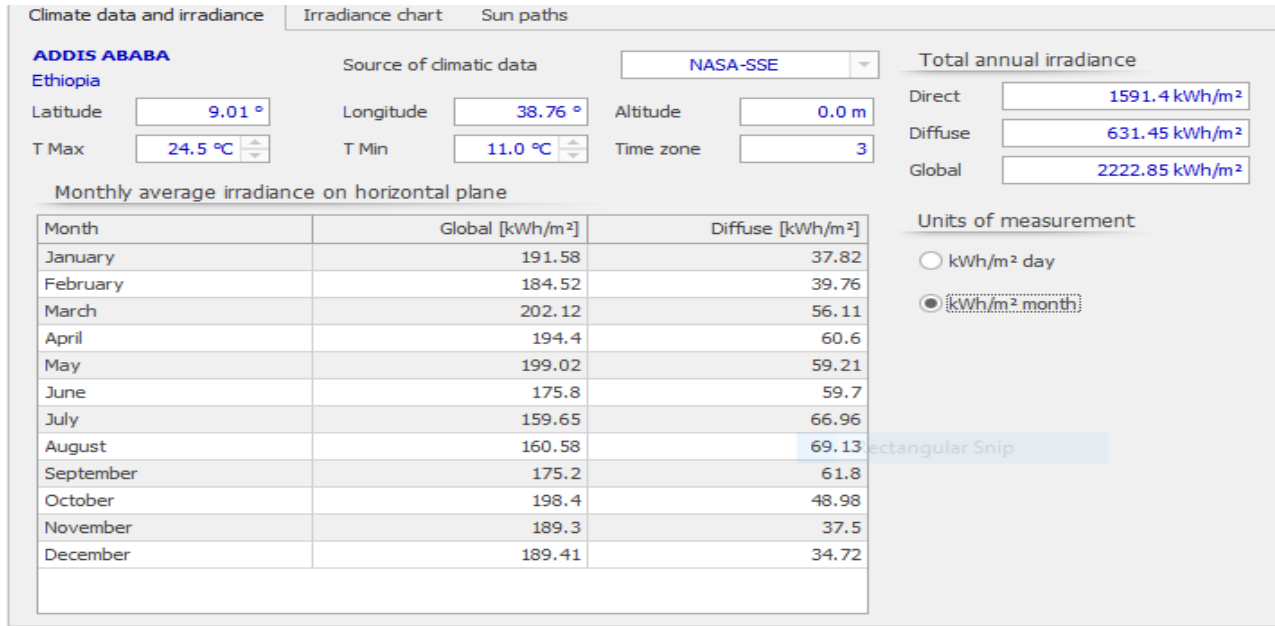 Climate data and irradiance Irradiance chart Sun paths
ADDIS ABABA
Ethiopia
Source of climatic data NASA-SSE
Latitude 9.01 ° Longitude 38.76 ° Altitude 0.0 m
T Max 24.5 °C T Min 11.0 °C Time zone 3
Total annual irradiance
Direct 1591.4 kWh/m²
Diffuse 631.45 kWh/m²
Global 2222.85 kWh/m²
Monthly average irradiance on horizontal plane
Month Global [kWh/m²] Diffuse [kWh/m²]
January 191.58 37.82
February 184.52 39.76
March 202.12 56.11
April 194.4 60.6
May 199.02 59.21
June 175.8 59.7
July 159.65 66.96
August 160.58 69.13
September 175.2 61.8
October 198.4 48.98
November 189.3 37.5
December 189.41 34.72
Units of measurement
kWh/m² day
kWh/m² month
Rectangular Snip